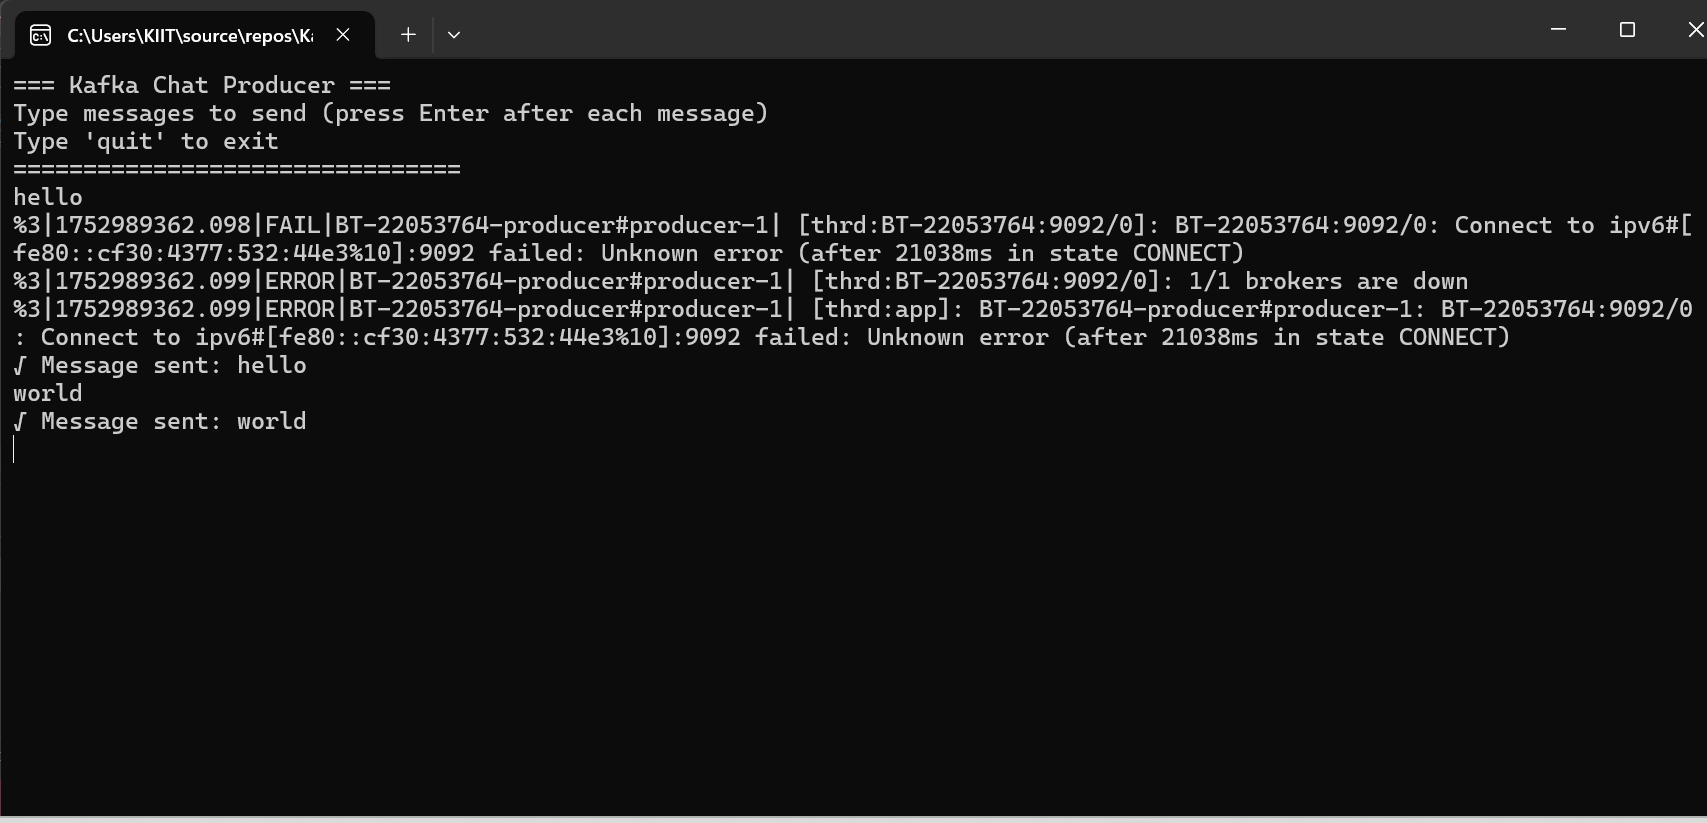 C:\Users\KIIT\source\repos\Ka
=== Kafka Chat Producer ===
Type messages to send (press Enter after each message)
Type 'quit' to exit
================================
hello
%3|1752989362.098|FAIL|BT-22053764-producer#producer-1| [thrd:BT-22053764:9092/0]: BT-22053764:9092/0: Connect to ipv6#[
fe80::cf30:4377:532:44e3%10]:9092 failed: Unknown error (after 21038ms in state CONNECT)
%3|1752989362.099|ERROR|BT-22053764-producer#producer-1| [thrd:BT-22053764:9092/0]: 1/1 brokers are down
%3|1752989362.099|ERROR|BT-22053764-producer#producer-1| [thrd:app]: BT-22053764-producer#producer-1: BT-22053764:9092/0
: Connect to ipv6#[fe80::cf30:4377:532:44e3%10]:9092 failed: Unknown error (after 21038ms in state CONNECT)
√ Message sent: hello
world
√ Message sent: world